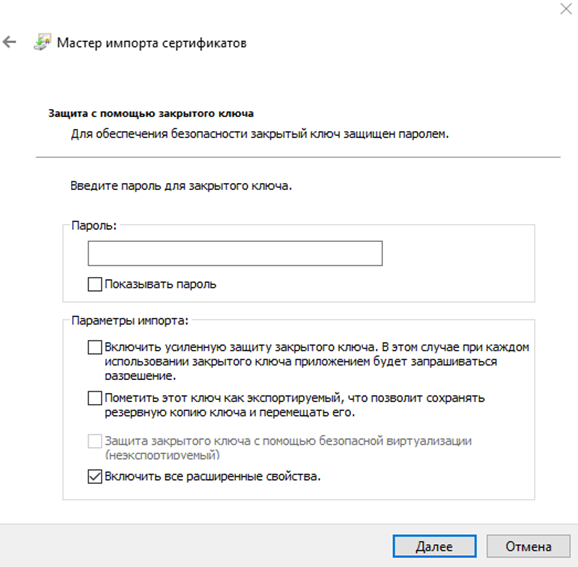 Мастер импорта сертификатов
Защита с помощью закрытого ключа
Для обеспечения безопасности закрытый ключ защищен паролем.
Введите пароль для закрытого ключа.
Пароль:
Показывать пароль
Параметры импорта:
Включить усиленную защиту закрытого ключа. В этом случае при каждом
использовании закрытого ключа приложением будет запрашиваться
разрешение.
Пометить этот ключ как экспортируемый, что позволит сохранять
резервную копию ключа и перемещать его.
Защита закрытого ключа с помощью безопасной виртуализации
(неэкспортируемый)
Включить все расширенные свойства.
Далее
Отмена